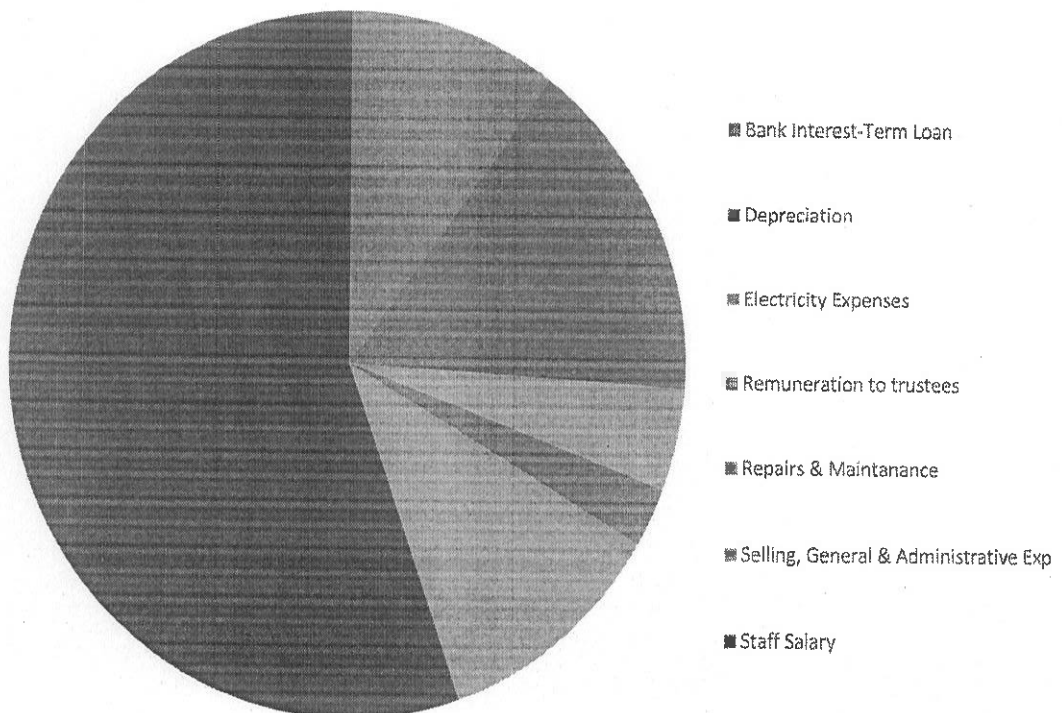 Bank Interest-Term Loan
Depreciation
Electricity Expenses
Remuneration to trustees
Repairs & Maintanance
Selling, General & Administrative Exp
Staff Salary